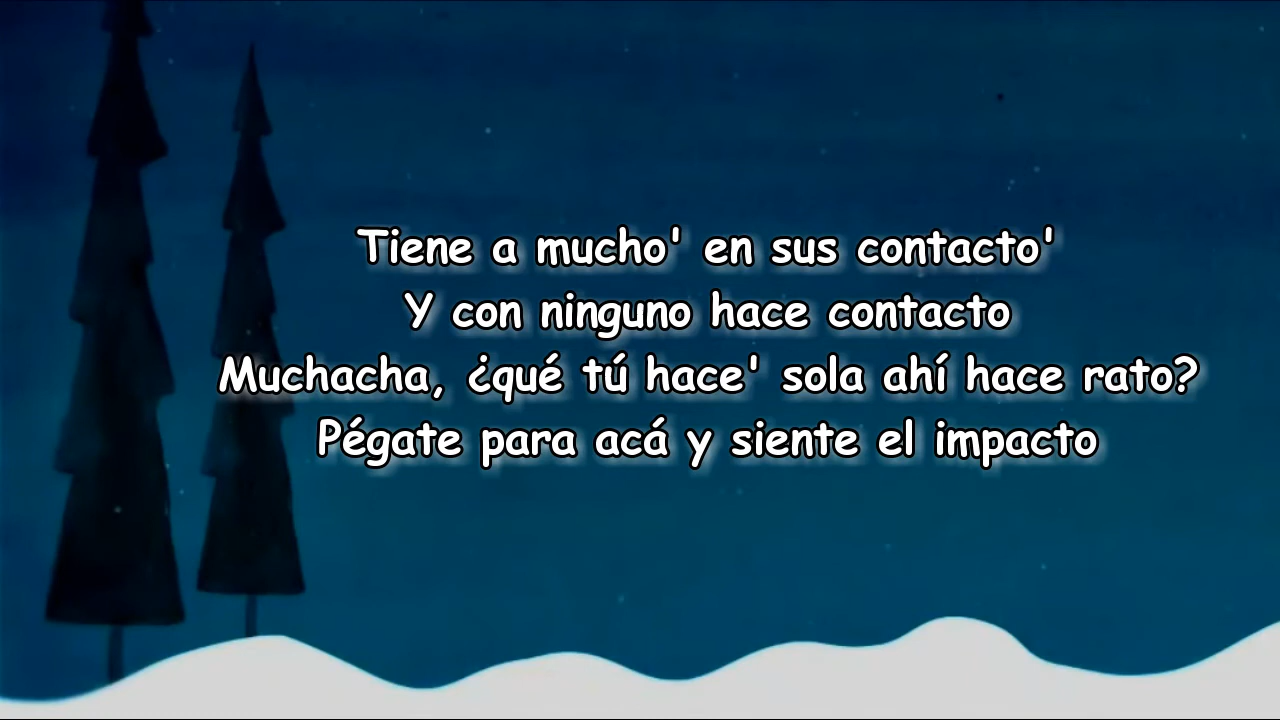 Tiene a mucho' en sus contacto'
Y con ninguno hace contacto
Muchacha, ¿qué tú hace' sola ahí hace rato?
Pégate para acá y siente el impacto